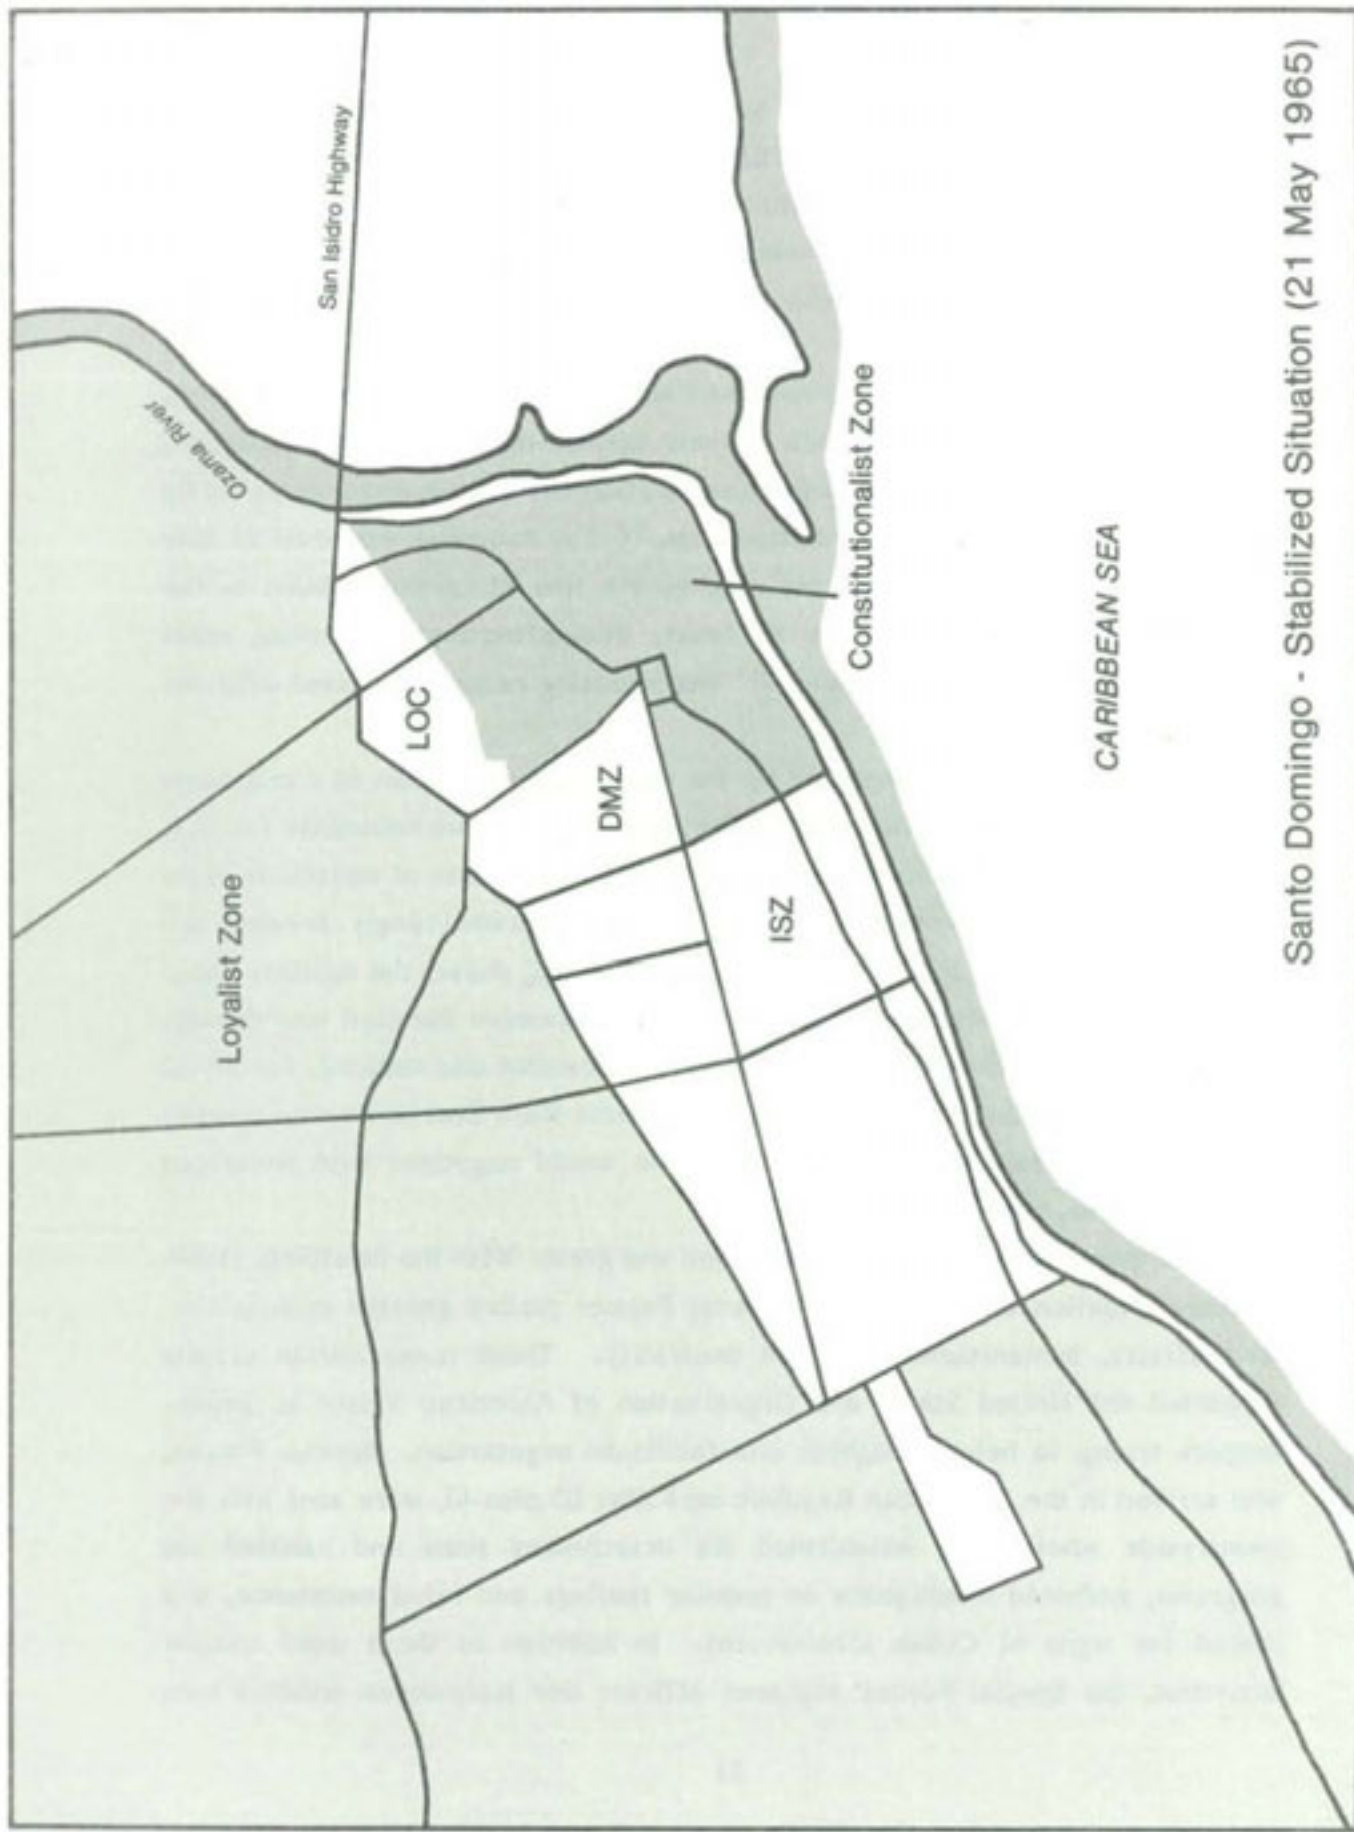 San Isidro Highway
Ozama River
Loyalist Zone
LOC
DMZ
ISZ
Constitutionalist Zone
CARIBBEAN SEA
Santo Domingo - Stabilized Situation (21 May 1965)